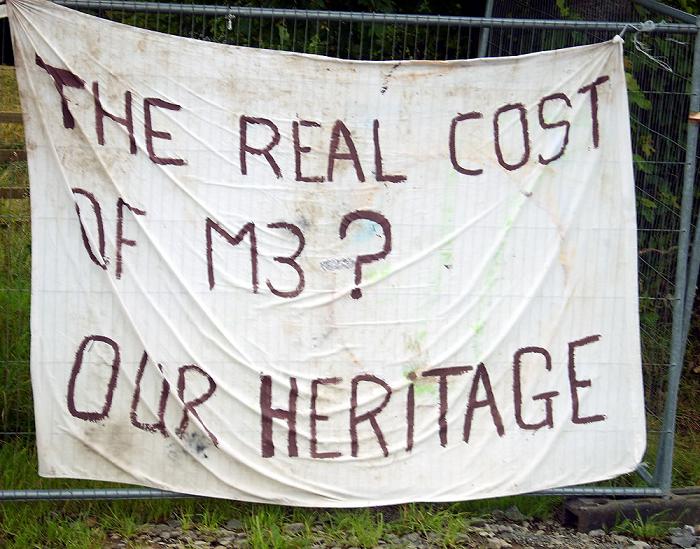 THE REAL COST
OF M3?
OUR HERITAGE